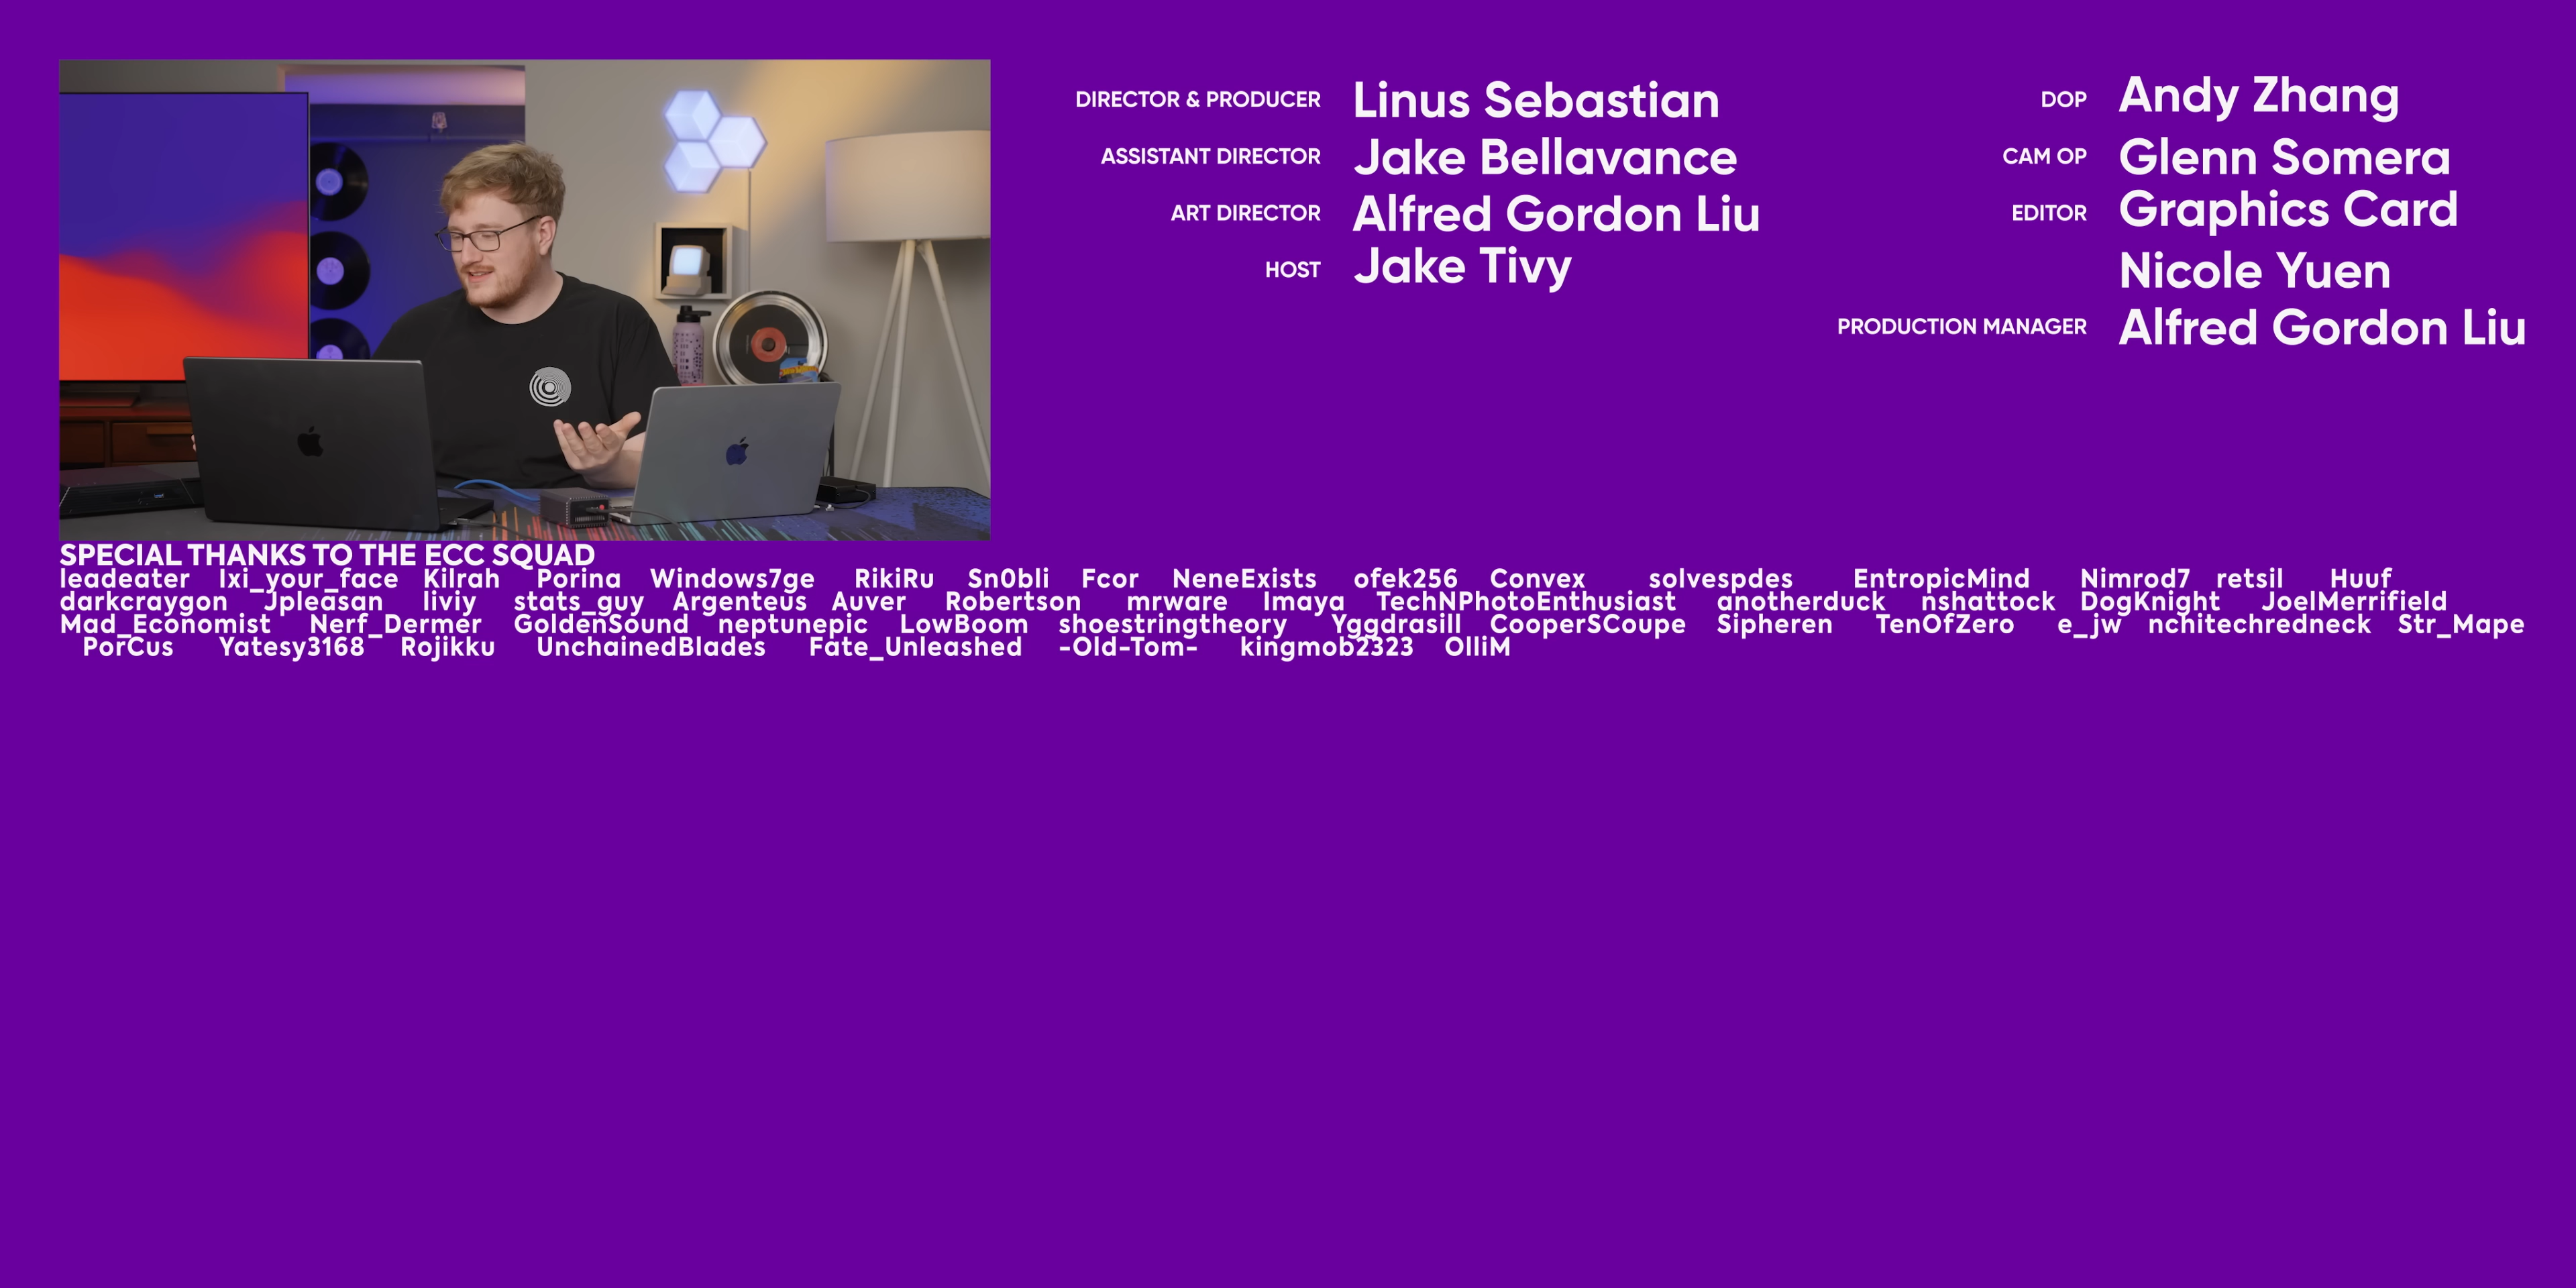 DIRECTOR & PRODUCER Linus Sebastian
ASSISTANT DIRECTOR Jake Bellavance
ART DIRECTOR Alfred Gordon Liu
HOST Jake Tivy
DOP Andy Zhang
CAM OP Glenn Somera
EDITOR Graphics Card
Nicole Yuen
PRODUCTION MANAGER Alfred Gordon Liu
SPECIAL THANKS TO THE ECC SQUAD
leadeater lxi_your_face Kilrah Porina Windows7ge RikiRu Sn0bli Fcor NeneExists ofek256 Convex solvespdes EntropicMind Nimrod7 retsil Huuf
darkcraygon Jpleasan liviy stats_guy Argenteus Auver Robertson mrware Imaya TechNPhotoEnthusiast anotherduck nshattock DogKnight JoelMerrifield
Mad_Economist Nerf_Dermer GoldenSound neptunepic LowBoom shoestringtheory Yggdrasill CooperSCoupe Sipheren TenOfZero e_jw nchitechredneck Str_Mape
PorCus Yatesy3168 Rojikku UnchainedBlades Fate_Unleashed -Old-Tom- kingmob2323 OlliM